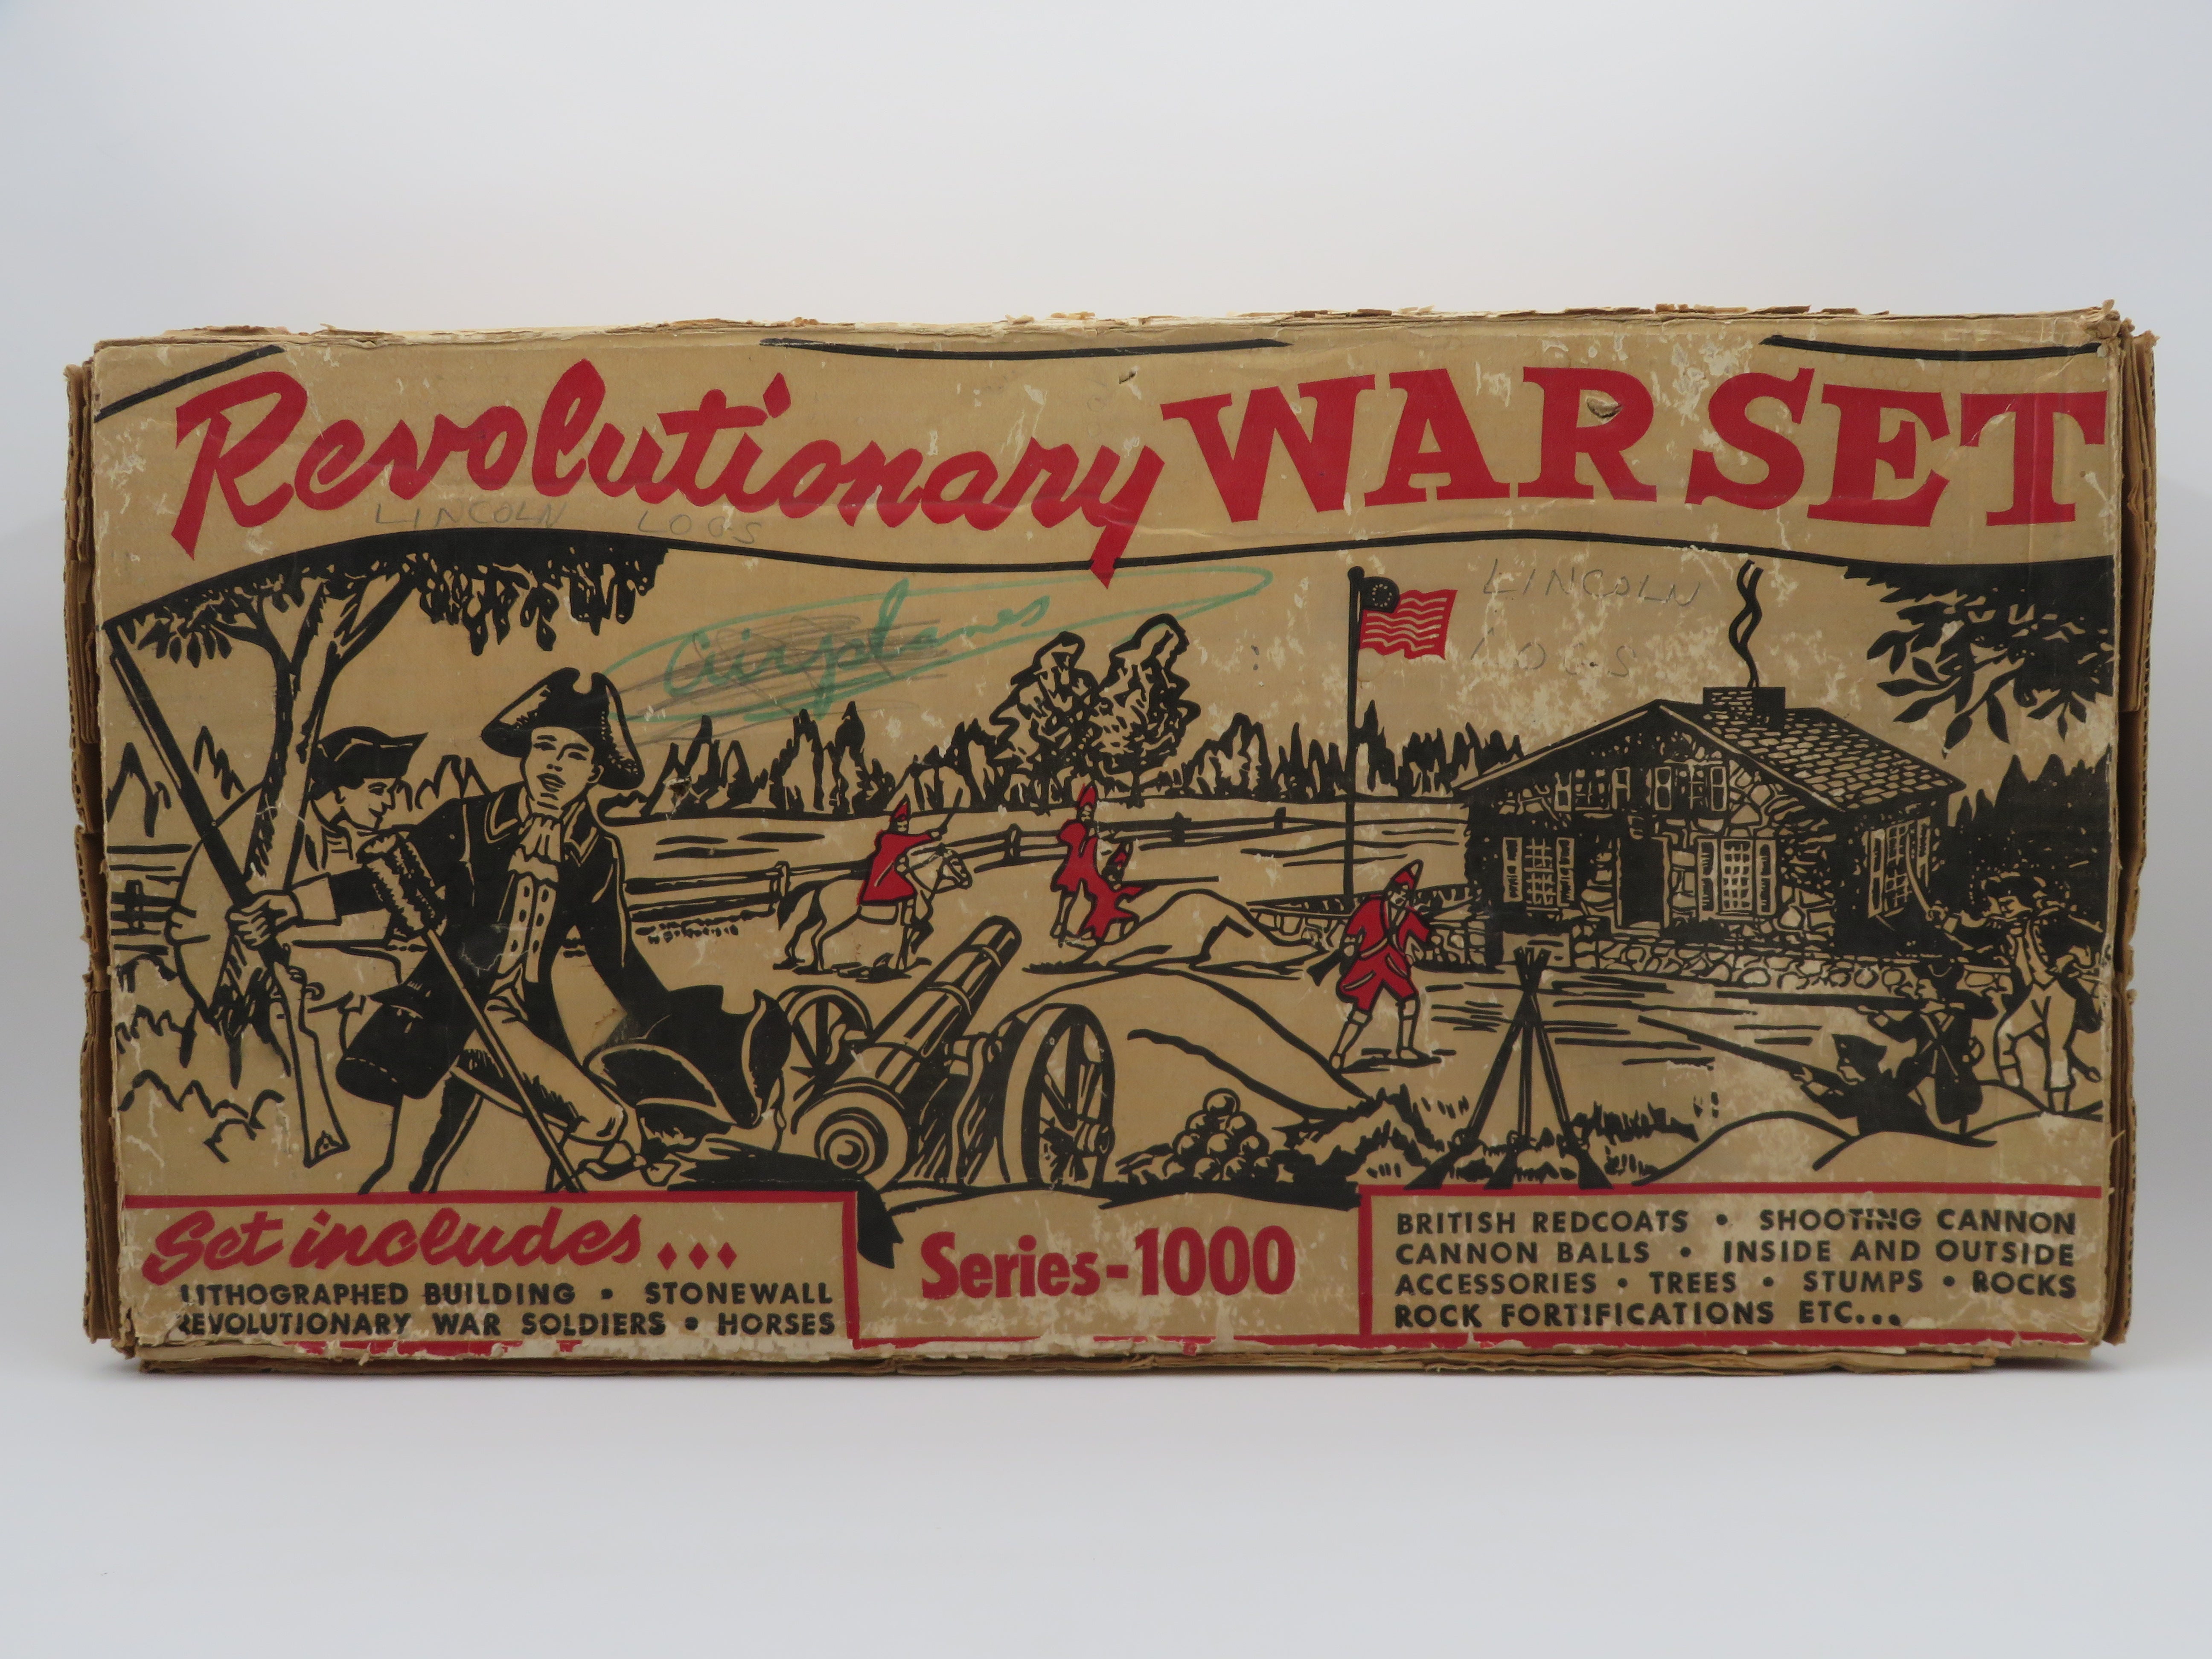 Revolutionary WAR SET
LINCOLN LOGS
airplanes
LINCOLN
LOGS
Set includes...
LITHOGRAPHED BUILDING • STONEWALL
REVOLUTIONARY WAR SOLDIERS • HORSES
Series-1000
BRITISH REDCOATS • SHOOTING CANNON
CANNON BALLS • INSIDE AND OUTSIDE
ACCESSORIES • TREES • STUMPS • ROCKS
ROCK FORTIFICATIONS ETC...